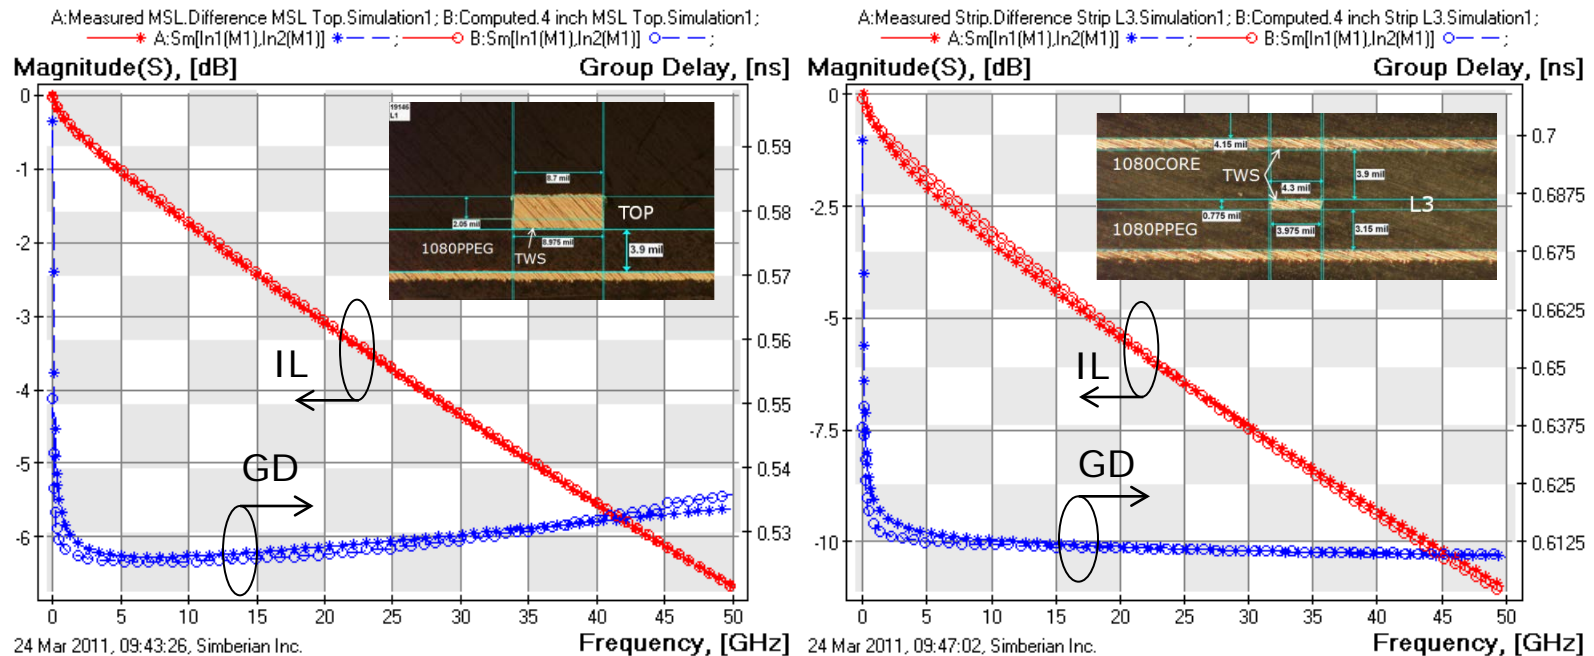 A:Measured MSL.Difference MSL Top.Simulation1; B:Computed.4 inch MSL Top.Simulation1;
A:Sm[In1(M1),In2(M1)] ; B:Sm[In1(M1),In2(M1)] ;
Magnitude(S), [dB] Group Delay, [ns]
0
-1
-2
-3
-4
-5
-6
0.59
0.58
0.57
0.56
0.55
0.54
0.53
19146
L1
8.7 mil
2.05 mil
TOP
1080PPEG
8.975 mil
TWS
3.9 mil
IL
GD
0 5 10 15 20 25 30 35 40 45 50
Frequency, [GHz]
24 Mar 2011, 09:43:26, Simberian Inc.
A:Measured Strip.Difference Strip L3.Simulation1; B:Computed.4 inch Strip L3.Simulation1;
A:Sm[In1(M1),In2(M1)] ; B:Sm[In1(M1),In2(M1)] ;
Magnitude(S), [dB] Group Delay, [ns]
0
-2.5
-5
-7.5
-10
0.7
0.6875
0.675
0.6625
0.65
0.6375
0.625
0.6125
4.15 mil
1080CORE
TWS
3.9 mil
4.3 mil
L3
0.775 mil
1080PPEG
3.975 mil
3.15 mil
IL
GD
0 5 10 15 20 25 30 35 40 45 50
Frequency, [GHz]
24 Mar 2011, 09:47:02, Simberian Inc.